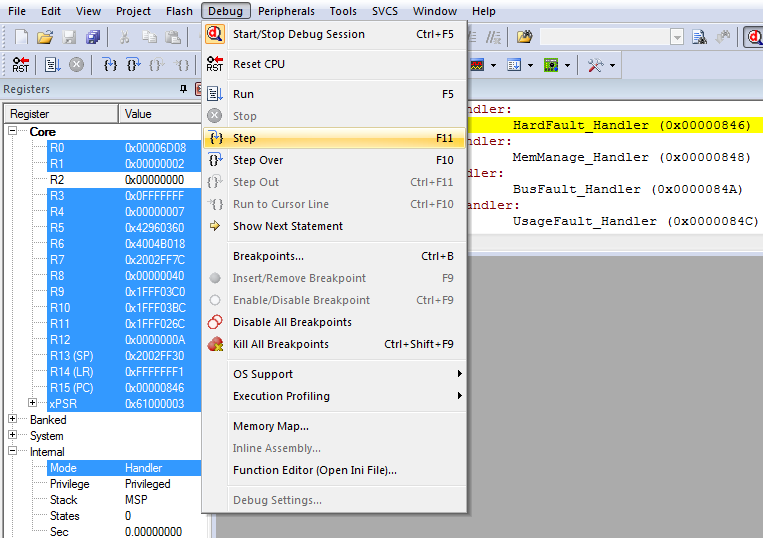 File Edit View Project Flash Debug Peripherals Tools SVCS Window Help
Start/Stop Debug Session Ctrl+F5
Reset CPU
Run F5
Stop
Step F11
Step Over F10
Step Out Ctrl+F11
Run to Cursor Line Ctrl+F10
Show Next Statement
Breakpoints... Ctrl+B
Insert/Remove Breakpoint F9
Enable/Disable Breakpoint Ctrl+F9
Disable All Breakpoints
Kill All Breakpoints Ctrl+Shift+F9
OS Support
Execution Profiling
Memory Map...
Inline Assembly...
Function Editor (Open Ini File)...
Debug Settings...
RST
RST
Registers
Register Value
Core
R0 0x00006D08
R1 0x00000002
R2 0x00000000
R3 0x0FFFFFFF
R4 0x00000007
R5 0x42960360
R6 0x4004B018
R7 0x2002FF7C
R8 0x00000040
R9 0x1FFF03C0
R10 0x1FFF03BC
R11 0x1FFF026C
R12 0x0000000A
R13 (SP) 0x2002FF30
R14 (LR) 0xFFFFFFF1
R15 (PC) 0x00000846
xPSR 0x61000003
Banked
System
Internal
Mode Handler
Privilege Privileged
Stack MSP
States 0
Sec 0.00000000
ndler:
HardFault_Handler (0x00000846)
ndler:
MemManage_Handler (0x00000848)
dler:
BusFault_Handler (0x0000084A)
andler:
UsageFault_Handler (0x0000084C)